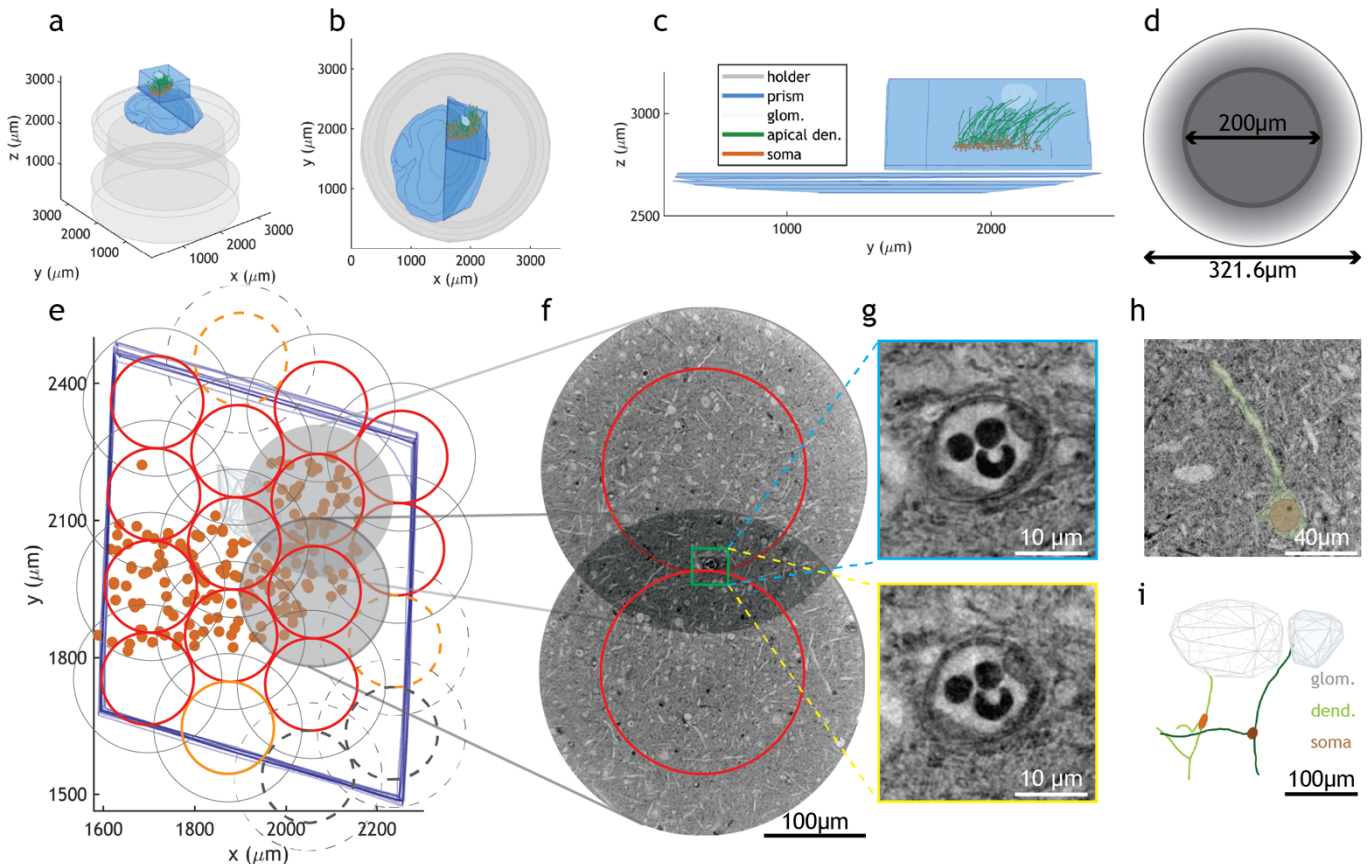 a
3000
2000
1000
z (μm)
3000
2000
1000
y (μm)
1000
2000
3000
x (μm)
b
3000
2000
1000
y (μm)
0
1000
2000
3000
x (μm)
c
holder
prism
glom.
apical den.
soma
3000
2500
z (μm)
1000
2000
y (μm)
d
200μm
321.6μm
e
2400
2100
1800
1500
y (μm)
1600
1800
2000
2200
x (μm)
f
100μm
g
10 μm
10 μm
h
40μm
i
glom.
dend.
soma
100μm